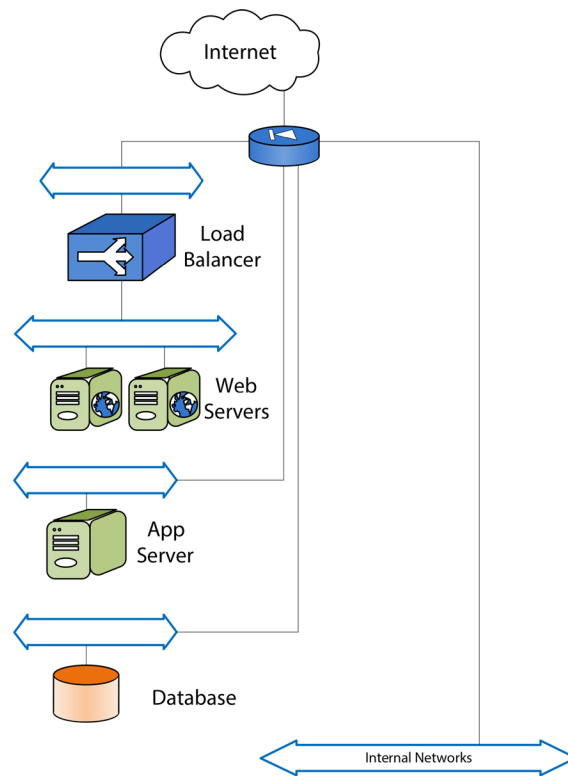 Internet
Load
Balancer
Web
Servers
App
Server
Database
Internal Networks